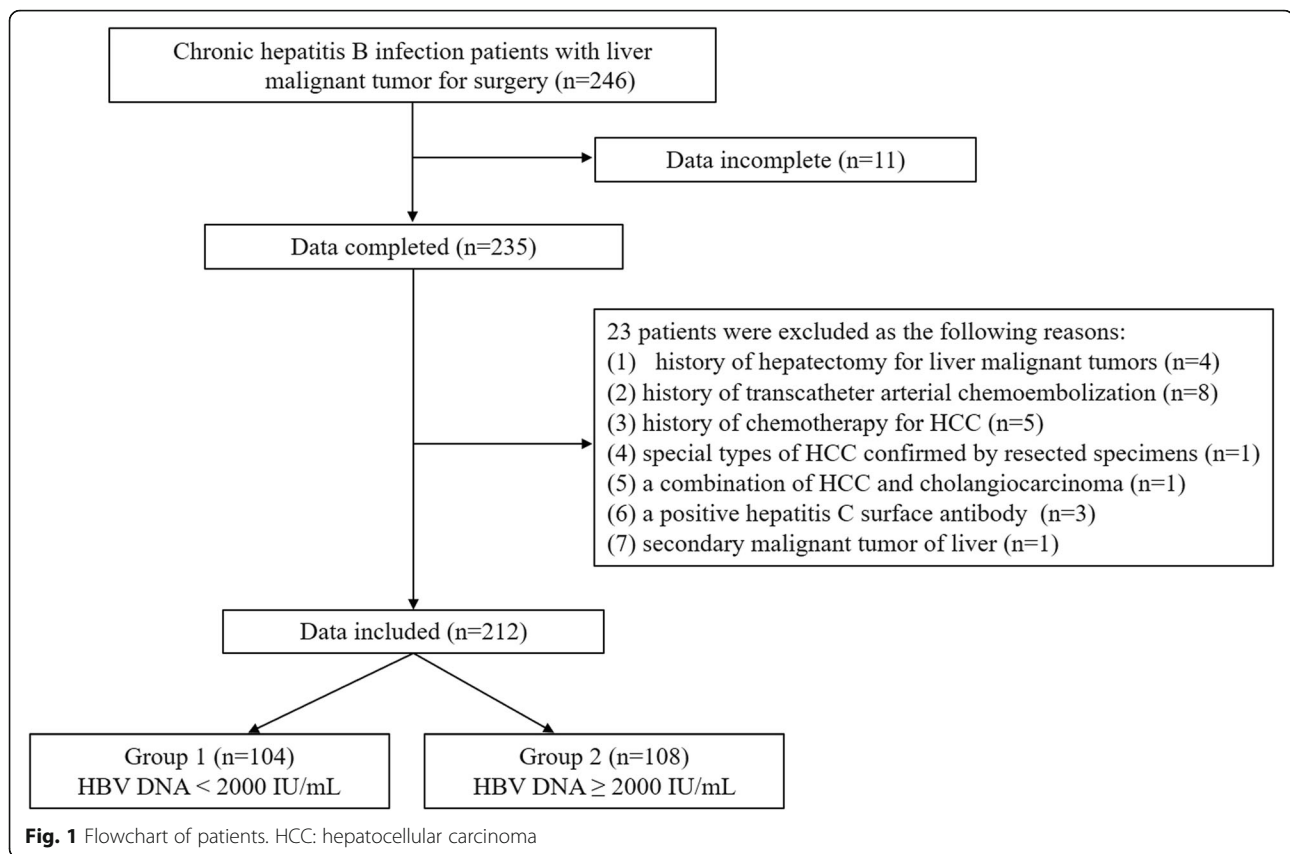 Chronic hepatitis B infection patients with liver
malignant tumor for surgery (n=246)
Data incomplete (n=11)
Data completed (n=235)
23 patients were excluded as the following reasons:
(1) history of hepatectomy for liver malignant tumors (n=4)
(2) history of transcatheter arterial chemoembolization (n=8)
(3) history of chemotherapy for HCC (n=5)
(4) special types of HCC confirmed by resected specimens (n=1)
(5) a combination of HCC and cholangiocarcinoma (n=1)
(6) a positive hepatitis C surface antibody (n=3)
(7) secondary malignant tumor of liver (n=1)
Data included (n=212)
Group 1 (n=104)
HBV DNA < 2000 IU/mL
Group 2 (n=108)
HBV DNA ≥ 2000 IU/mL
Fig. 1 Flowchart of patients. HCC: hepatocellular carcinoma